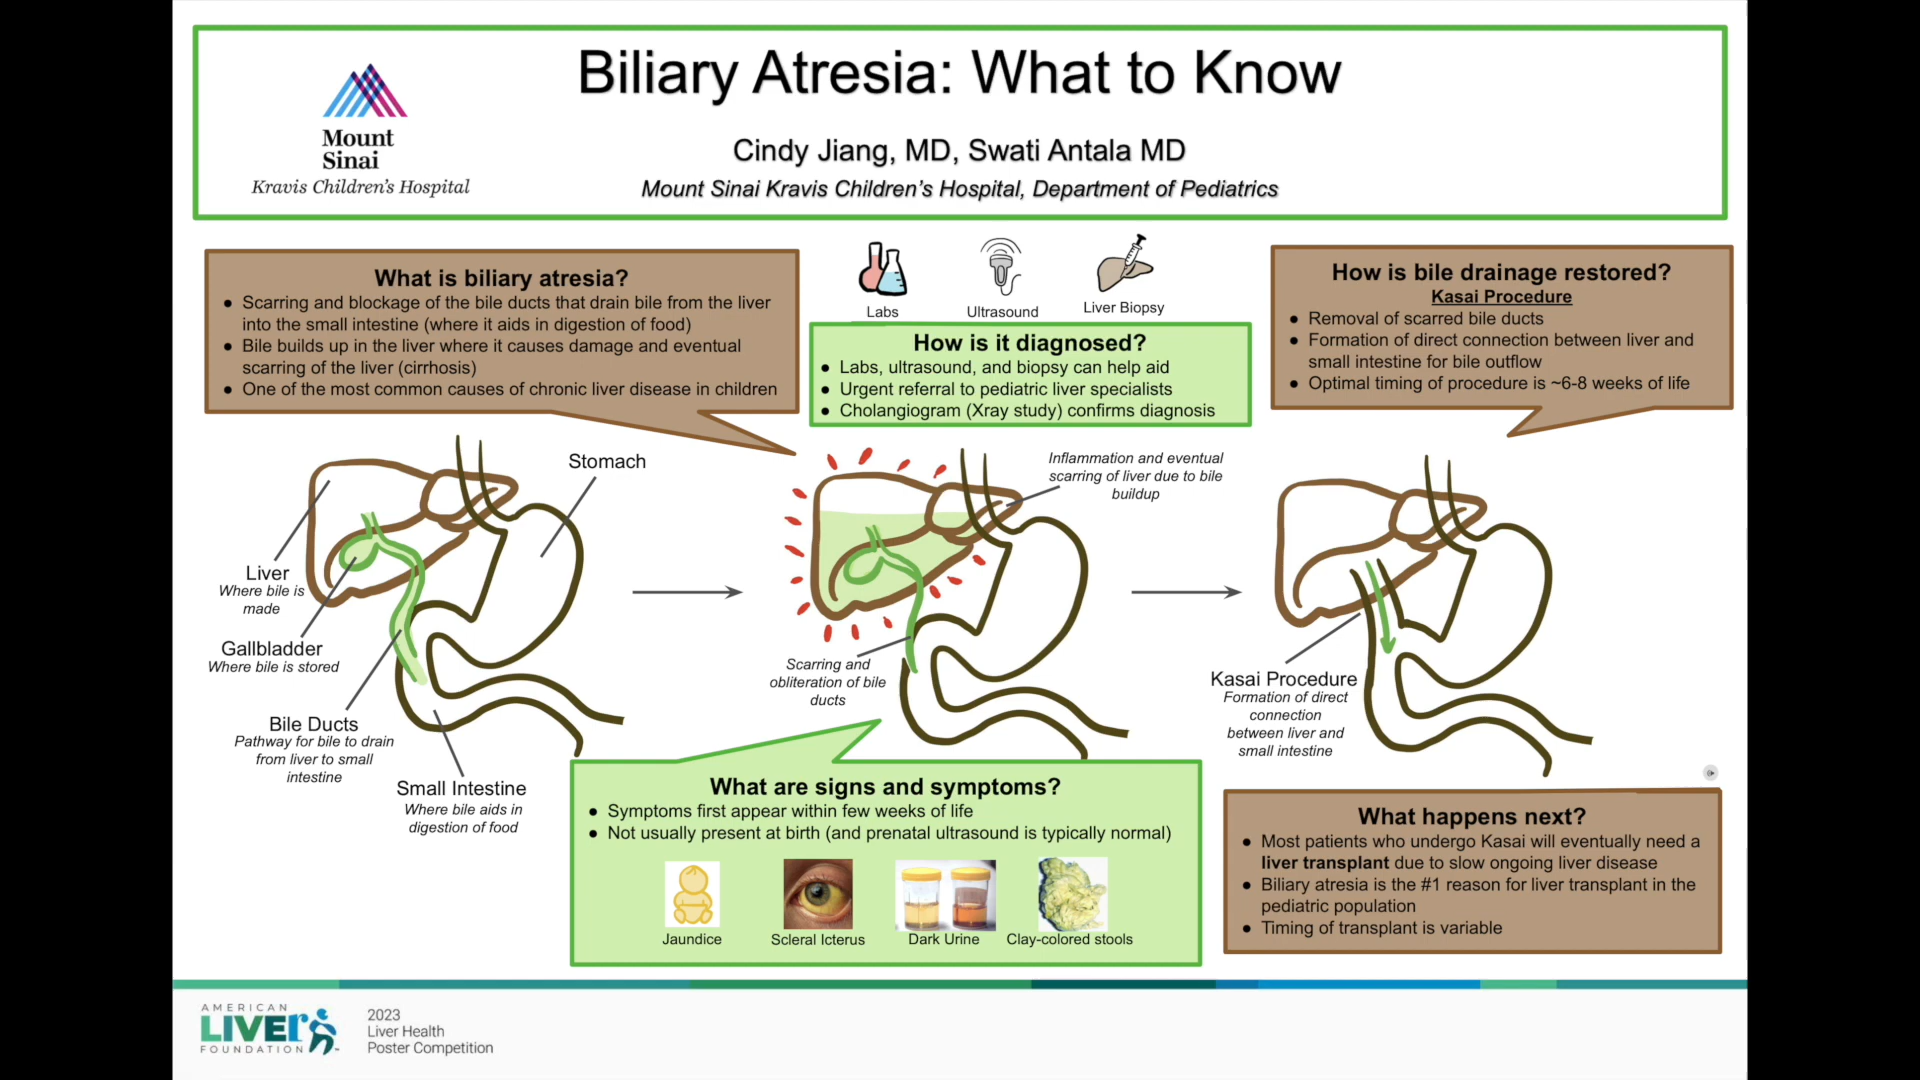 Biliary Atresia: What to Know
Cindy Jiang, MD, Swati Antala MD
Mount Sinai Kravis Children's Hospital, Department of Pediatrics
Mount
Sinai
Kravis Children's Hospital
What is biliary atresia?
● Scarring and blockage of the bile ducts that drain bile from the liver
into the small intestine (where it aids in digestion of food)
● Bile builds up in the liver where it causes damage and eventual
scarring of the liver (cirrhosis)
● One of the most common causes of chronic liver disease in children
Labs
Ultrasound
Liver Biopsy
How is it diagnosed?
● Labs, ultrasound, and biopsy can help aid
● Urgent referral to pediatric liver specialists
● Cholangiogram (Xray study) confirms diagnosis
How is bile drainage restored?
Kasai Procedure
● Removal of scarred bile ducts
● Formation of direct connection between liver and
small intestine for bile outflow
● Optimal timing of procedure is ~6-8 weeks of life
Stomach
Liver
Where bile is
made
Gallbladder
Where bile is stored
Bile Ducts
Pathway for bile to drain
from liver to small
intestine
Small Intestine
Where bile aids in
digestion of food
Inflammation and eventual
scarring of liver due to bile
buildup
Scarring and
obliteration of bile
ducts
Kasai Procedure
Formation of direct
connection
between liver and
small intestine
What are signs and symptoms?
● Symptoms first appear within few weeks of life
● Not usually present at birth (and prenatal ultrasound is typically normal)
Jaundice
Scleral Icterus
Dark Urine
Clay-colored stools
What happens next?
● Most patients who undergo Kasai will eventually need a
liver transplant due to slow ongoing liver disease
● Biliary atresia is the #1 reason for liver transplant in the
pediatric population
● Timing of transplant is variable
AMERICAN
LIVER
FOUNDATION™
2023
Liver Health
Poster Competition